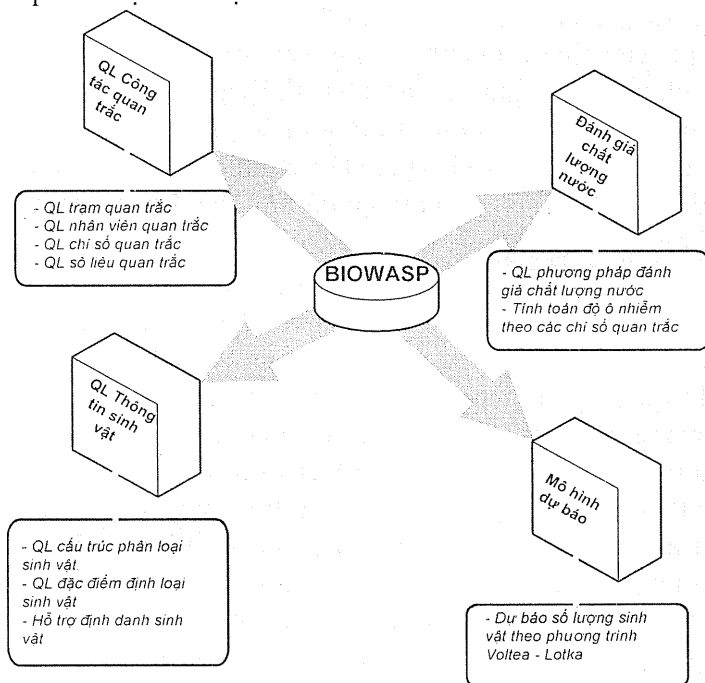 QL Công
tác quan
trắc
- QL trạm quan trắc
- QL nhân viên quan trắc
- QL chỉ số quan trắc
- QL số liệu quan trắc
Đánh giá
chất
lượng
nước
- QL phương pháp đánh
giá chất lượng nước
- Tính toán độ ô nhiễm
theo các chỉ số quan trắc
BIOWASP
QL Thông
tin sinh
vật
- QL cấu trúc phân loại
sinh vật.
- QL đặc điểm định loại
sinh vật
- Hỗ trợ định danh sinh
vật
Mô hình
dự báo
- Dự báo số lượng sinh
vật theo phương trình
Voltea - Lotka